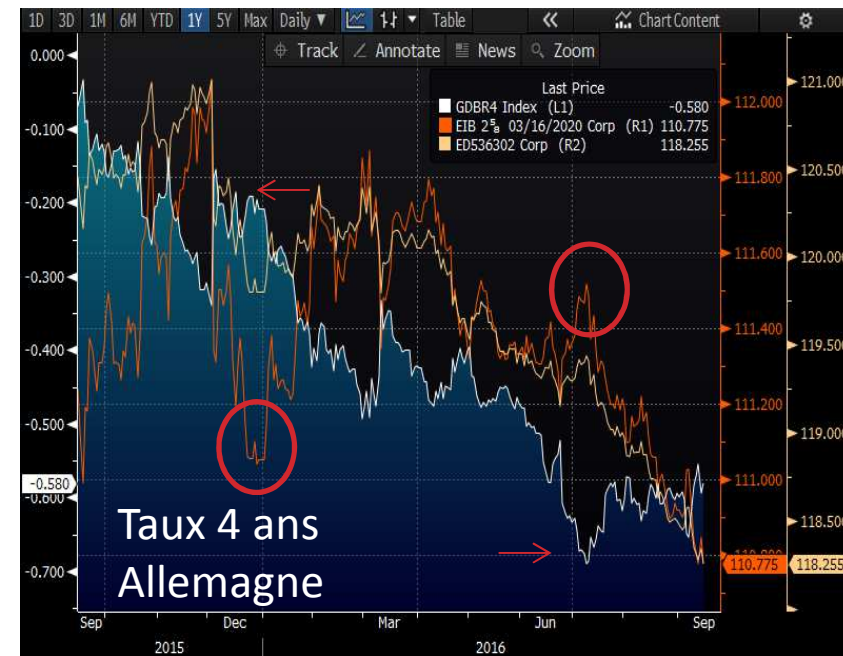 1D 3D 1M 6M YTD 1Y 5Y Max Daily ▼ Table « Chart Content
Track Annotate News Zoom
Last Price
GDBR4 Index (L1) -0.580
EIB 2⅝ 03/16/2020 Corp (R1) 110.775
ED536302 Corp (R2) 118.255
0.000
-0.100
-0.200
-0.300
-0.400
-0.500
-0.580
-0.600
-0.700
112.000
111.800
111.600
111.400
111.200
111.000
110.775
121.000
120.500
120.000
119.500
119.000
118.500
118.255
Taux 4 ans
Allemagne
Sep Dec Mar Jun Sep
2015 2016